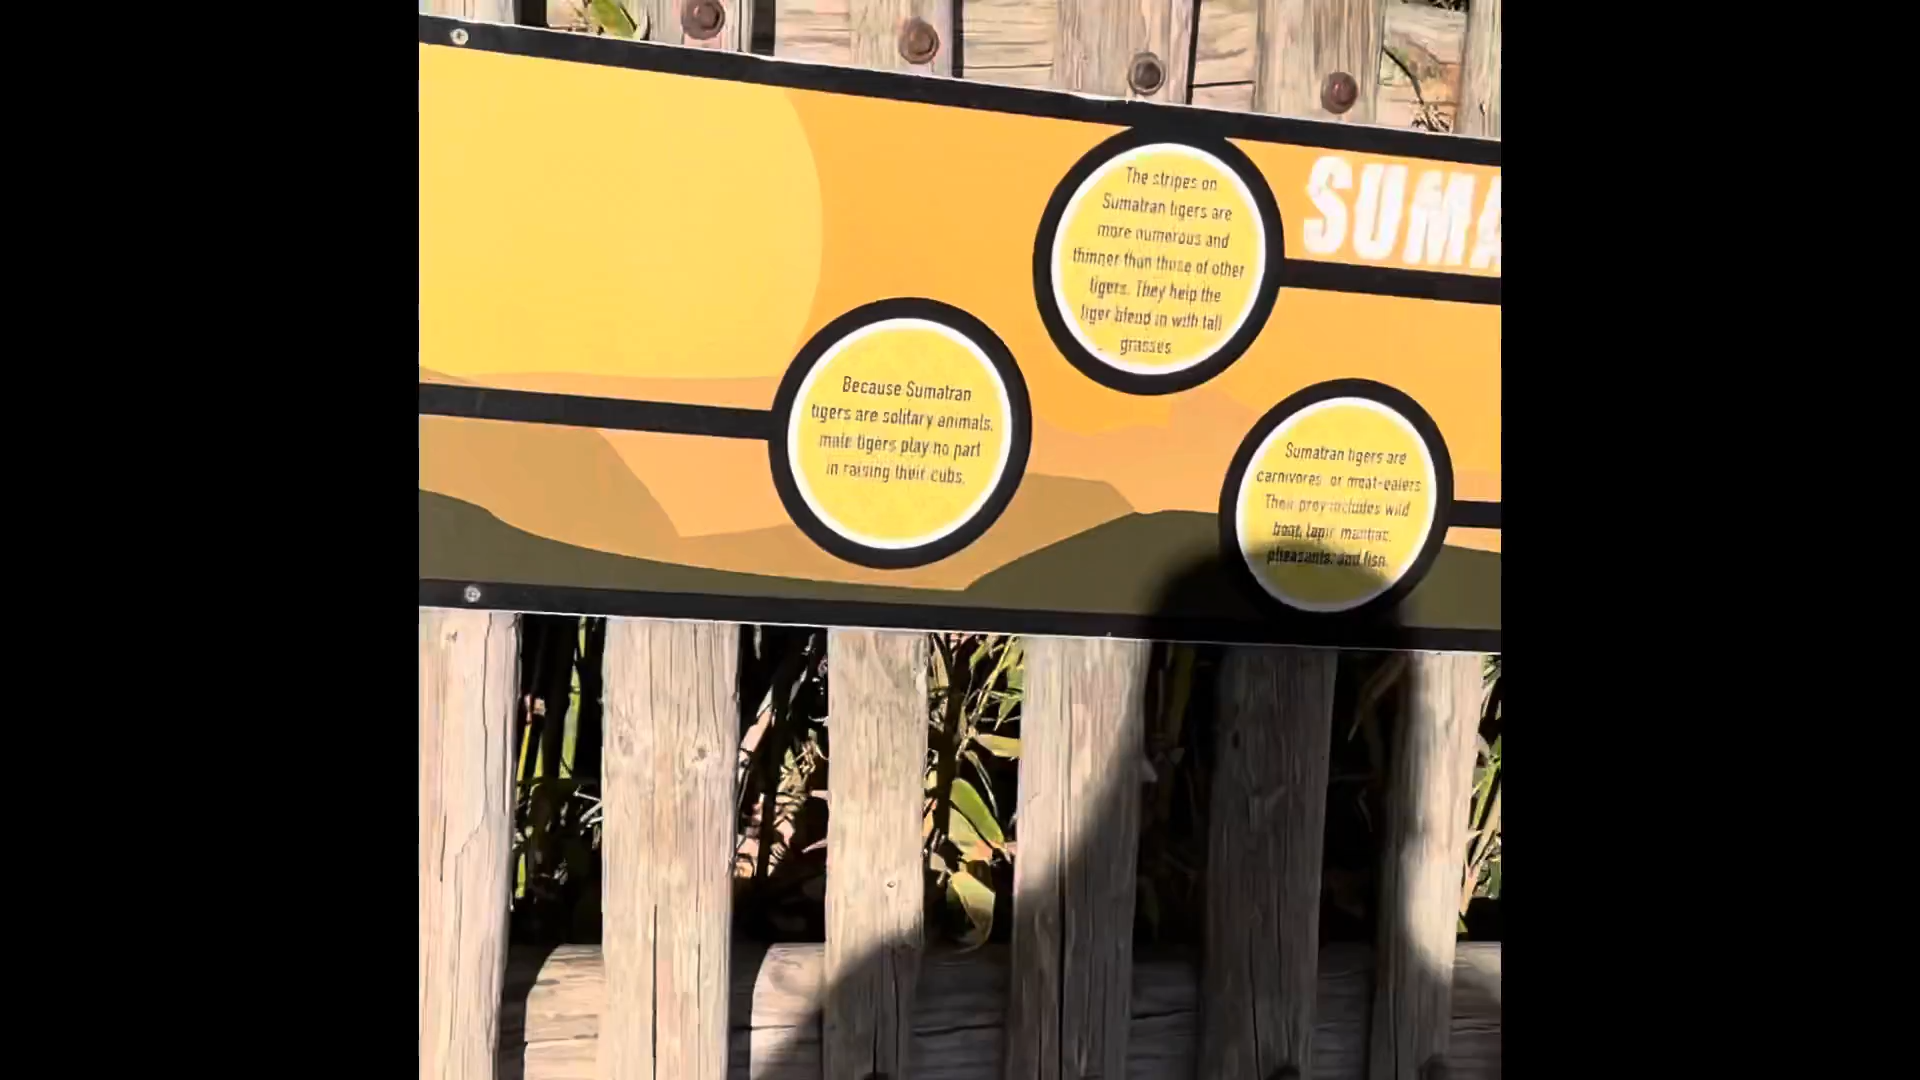 SUMA
The stripes on
Sumatran tigers are
more numerous and
thinner than those of other
tigers. They help the
tiger blend in with tall
grasses.
Because Sumatran
tigers are solitary animals,
male tigers play no part
in raising their cubs.
Sumatran tigers are
carnivores, or meat-eaters.
Their prey includes wild
boar, tapir, muntjac,
pheasants, and fish.